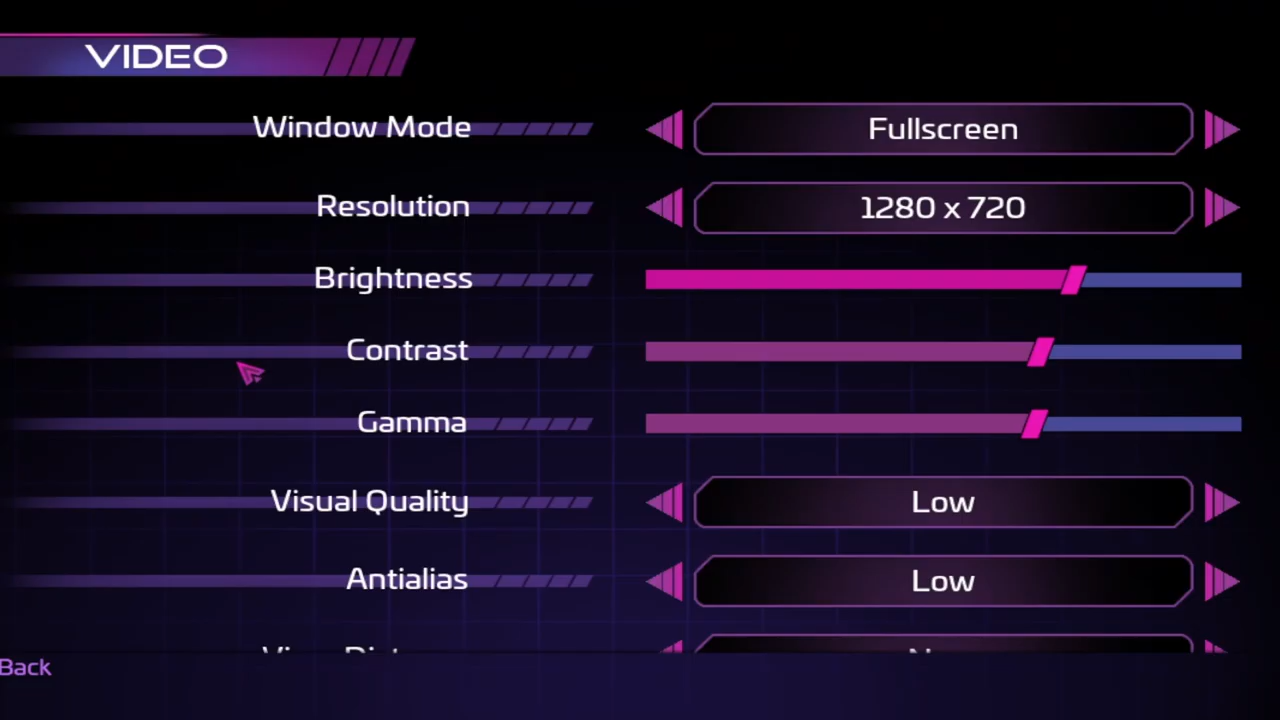 VIDEO
Window Mode Fullscreen
Resolution 1280 x 720
Brightness
Contrast
Gamma
Visual Quality Low
Antialias Low
Back